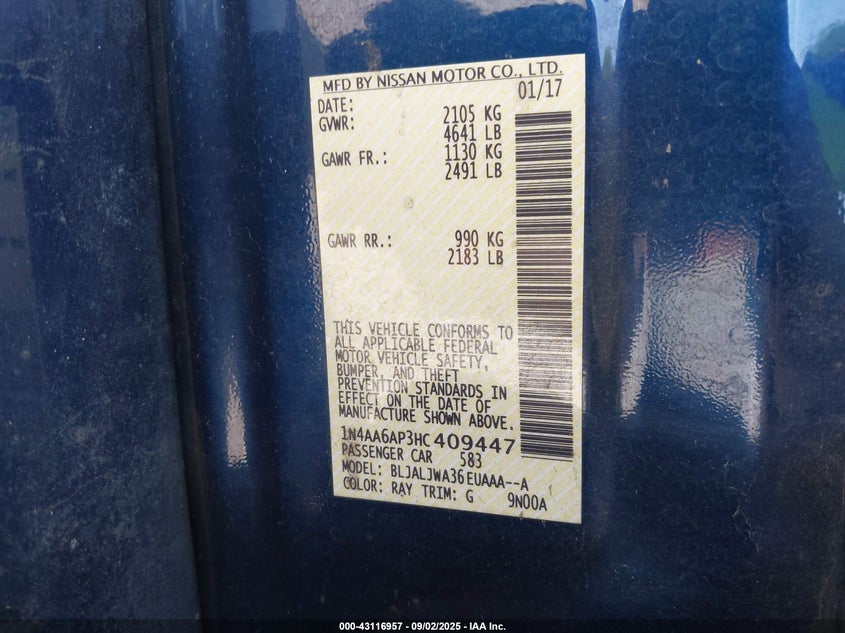 MFD BY NISSAN MOTOR CO., LTD.
DATE: 01/17
GVWR: 2105 KG
4641 LB
GAWR FR.: 1130 KG
2491 LB
GAWR RR.: 990 KG
2183 LB
THIS VEHICLE CONFORMS TO
ALL APPLICABLE FEDERAL
MOTOR VEHICLE SAFETY,
BUMPER, AND THEFT
PREVENTION STANDARDS IN
EFFECT ON THE DATE OF
MANUFACTURE SHOWN ABOVE.
1N4AA6AP3HC409447
PASSENGER CAR 583
MODEL: BLJALJWA36EUAAA--A
COLOR: RAY TRIM: G 9N00A
000-43116957 - 09/02/2025 - IAA Inc.